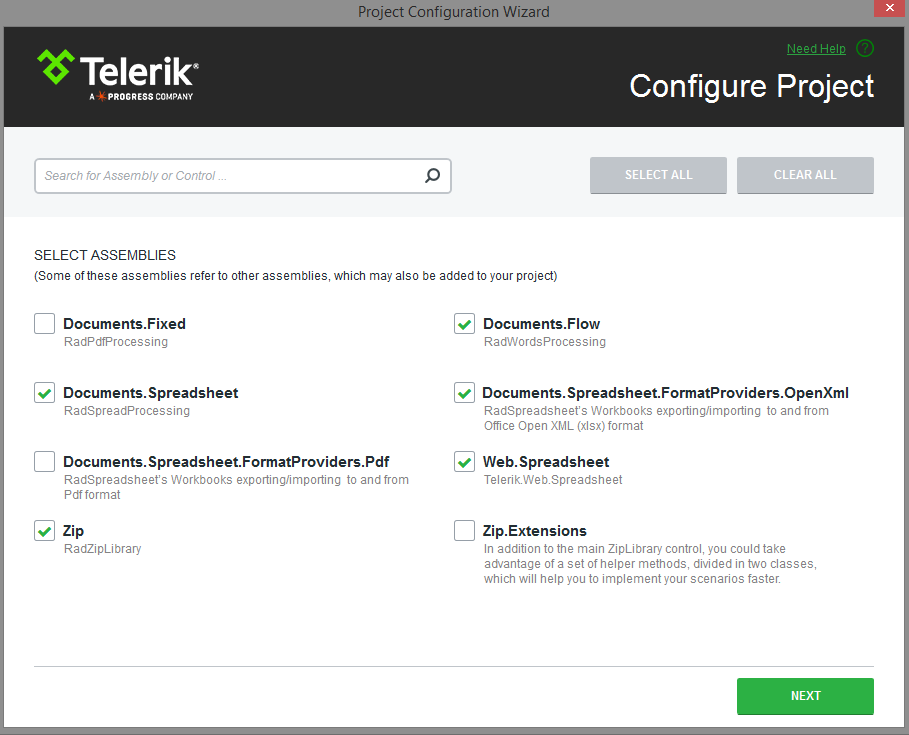 Project Configuration Wizard
Need Help
?
Telerik
A PROGRESS COMPANY
Configure Project
Search for Assembly or Control ...
SELECT ALL
CLEAR ALL
SELECT ASSEMBLIES
(Some of these assemblies refer to other assemblies, which may also be added to your project)
Documents.Fixed
RadPdfProcessing
Documents.Flow
RadWordsProcessing
Documents.Spreadsheet
RadSpreadProcessing
Documents.Spreadsheet.FormatProviders.OpenXml
RadSpreadsheet's Workbooks exporting/importing to and from
Office Open XML (xlsx) format
Documents.Spreadsheet.FormatProviders.Pdf
RadSpreadsheet's Workbooks exporting/importing to and from
Pdf format
Web.Spreadsheet
Telerik.Web.Spreadsheet
Zip
RadZipLibrary
Zip.Extensions
In addition to the main ZipLibrary control, you could take
advantage of a set of helper methods, divided in two classes,
which will help you to implement your scenarios faster.
NEXT